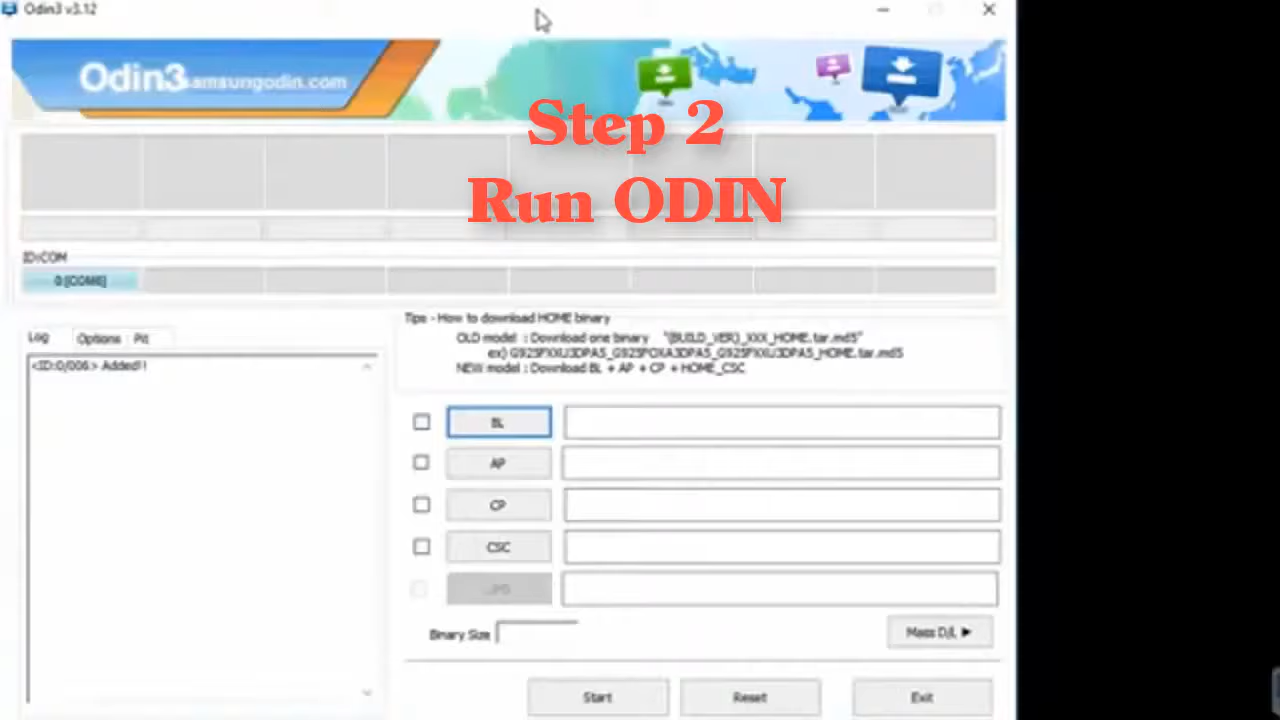 Odin3 v3.12
Odin3
samsungodin.com
Step 2
Run ODIN
ID:COM
0:[COM6]
Log
Options
Pit
<ID:0/006> Added!!
Tips - How to download HOME binary
OLD model : Download one binary "(BUILD_VER)_XXX_HOME.tar.md5"
ex) G925FXXU3DPA5_G925FOXA3DPA5_G925FXXU3DPA5_HOME.tar.md5
NEW model : Download BL + AP + CP + HOME_CSC
BL
AP
CP
CSC
Binary Size
Mass D/L ▶
Start
Reset
Exit